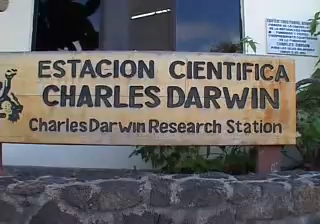 ESTACION CIENTIFICA
CHARLES DARWIN
Charles Darwin Research Station